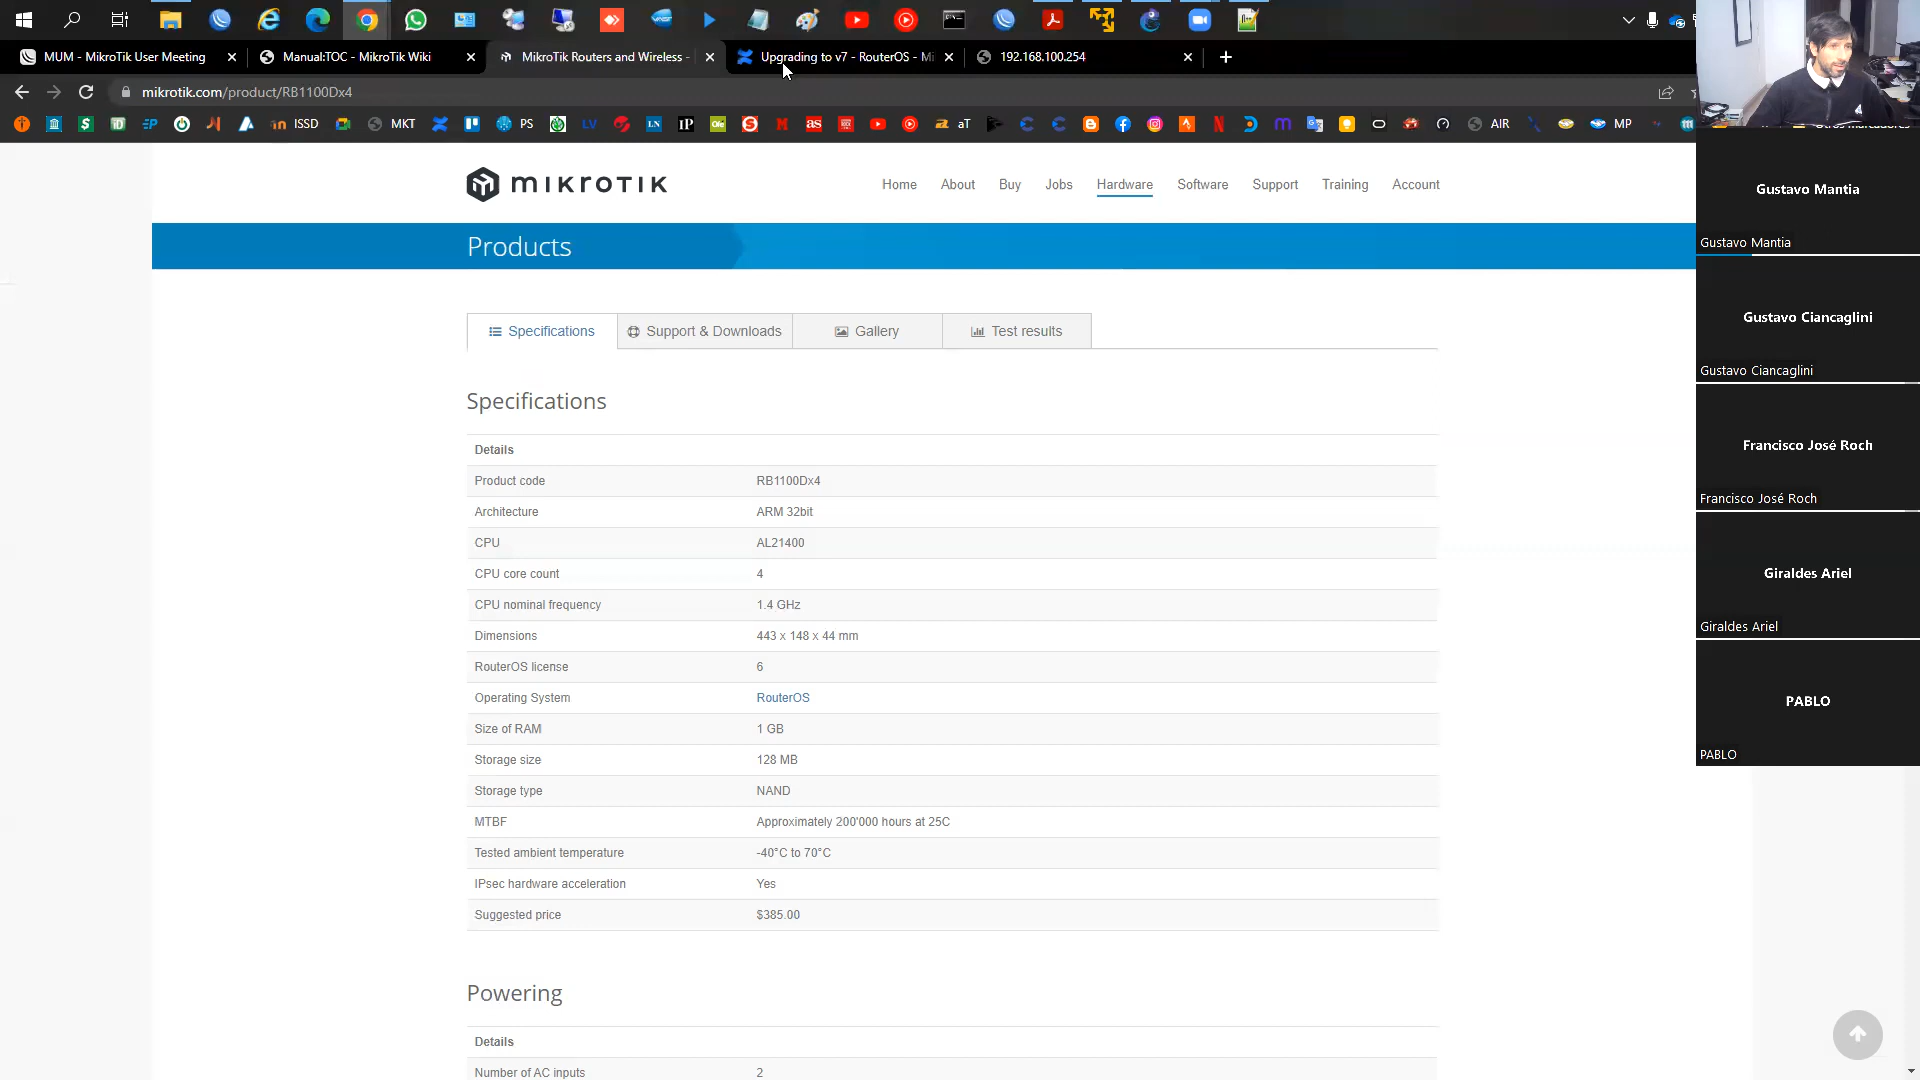 MUM - MikroTik User Meeting
Manual:TOC - MikroTik Wiki
MikroTik Routers and Wireless -
Upgrading to v7 - RouterOS - Mi
192.168.100.254
mikrotik.com/product/RB1100Dx4
ISSD
MKT
PS
LV
LN
IP
aT
AIR
MP
Otros marcadores
MIKROTIK
Home
About
Buy
Jobs
Hardware
Software
Support
Training
Account
Products
Specifications
Support & Downloads
Gallery
Test results
Specifications
Details
Product code RB1100Dx4
Architecture ARM 32bit
CPU AL21400
CPU core count 4
CPU nominal frequency 1.4 GHz
Dimensions 443 x 148 x 44 mm
RouterOS license 6
Operating System RouterOS
Size of RAM 1 GB
Storage size 128 MB
Storage type NAND
MTBF Approximately 200'000 hours at 25C
Tested ambient temperature -40°C to 70°C
IPsec hardware acceleration Yes
Suggested price $385.00
Powering
Details
Number of AC inputs 2
Gustavo Mantia
Gustavo Mantia
Gustavo Ciancaglini
Gustavo Ciancaglini
Francisco José Roch
Francisco José Roch
Giraldes Ariel
Giraldes Ariel
PABLO
PABLO